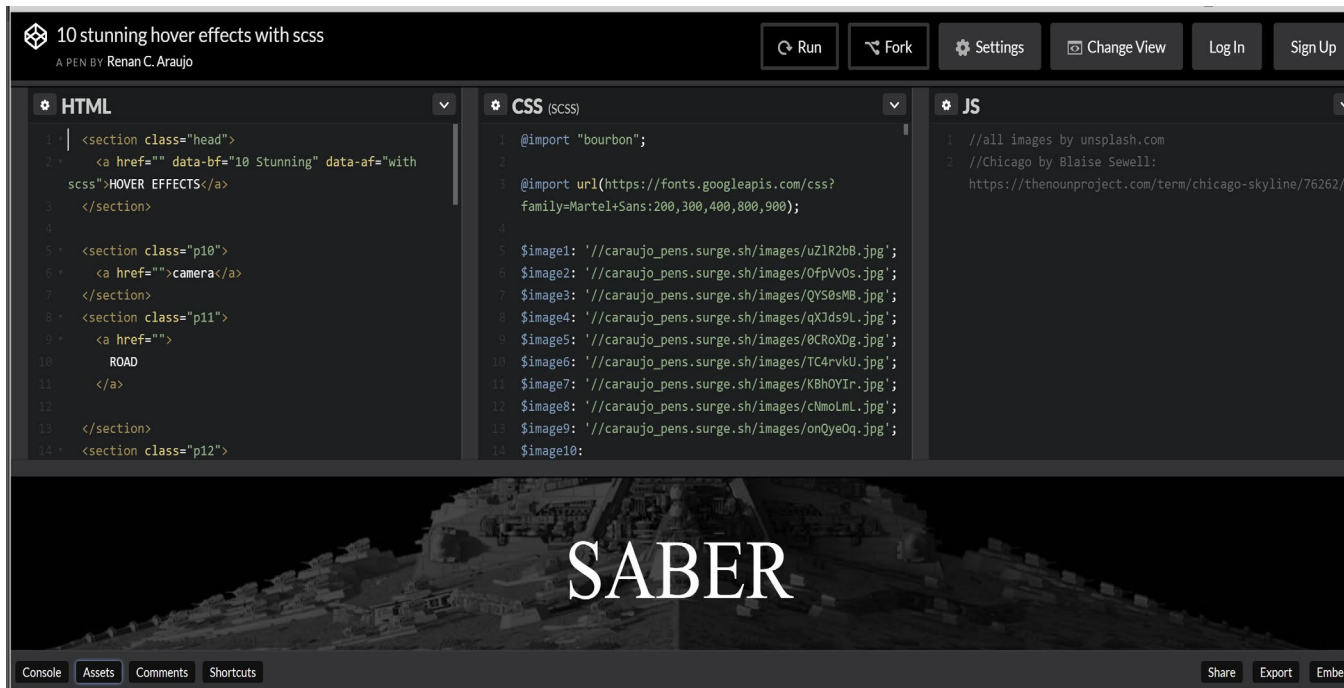 10 stunning hover effects with scss
A PEN BY Renan C. Araujo
Run
Fork
Settings
Change View
Log In
Sign Up
HTML
1 <section class="head">
2 <a href="" data-bf="10 Stunning" data-af="with
scss">HOVER EFFECTS</a>
3 </section>
4
5 <section class="p10">
6 <a href="">camera</a>
7 </section>
8 <section class="p11">
9 <a href="">
10 ROAD
11 </a>
12
13 </section>
14 <section class="p12">
CSS (SCSS)
1 @import "bourbon";
2
3 @import url(https://fonts.googleapis.com/css?
family=Martel+Sans:200,300,400,800,900);
4
5 $image1: '//caraujo_pens.surge.sh/images/uZlR2bB.jpg';
6 $image2: '//caraujo_pens.surge.sh/images/OfpVvOs.jpg';
7 $image3: '//caraujo_pens.surge.sh/images/QYS0sMB.jpg';
8 $image4: '//caraujo_pens.surge.sh/images/qXJds9L.jpg';
9 $image5: '//caraujo_pens.surge.sh/images/0CRoXDg.jpg';
10 $image6: '//caraujo_pens.surge.sh/images/TC4rvkU.jpg';
11 $image7: '//caraujo_pens.surge.sh/images/KBhOYIr.jpg';
12 $image8: '//caraujo_pens.surge.sh/images/cNmoLmL.jpg';
13 $image9: '//caraujo_pens.surge.sh/images/onQyeOq.jpg';
14 $image10:
JS
1 //all images by unsplash.com
2 //Chicago by Blaise Sewell:
https://thenounproject.com/term/chicago-skyline/76262/
SABER
Console
Assets
Comments
Shortcuts
Share
Export
Embe